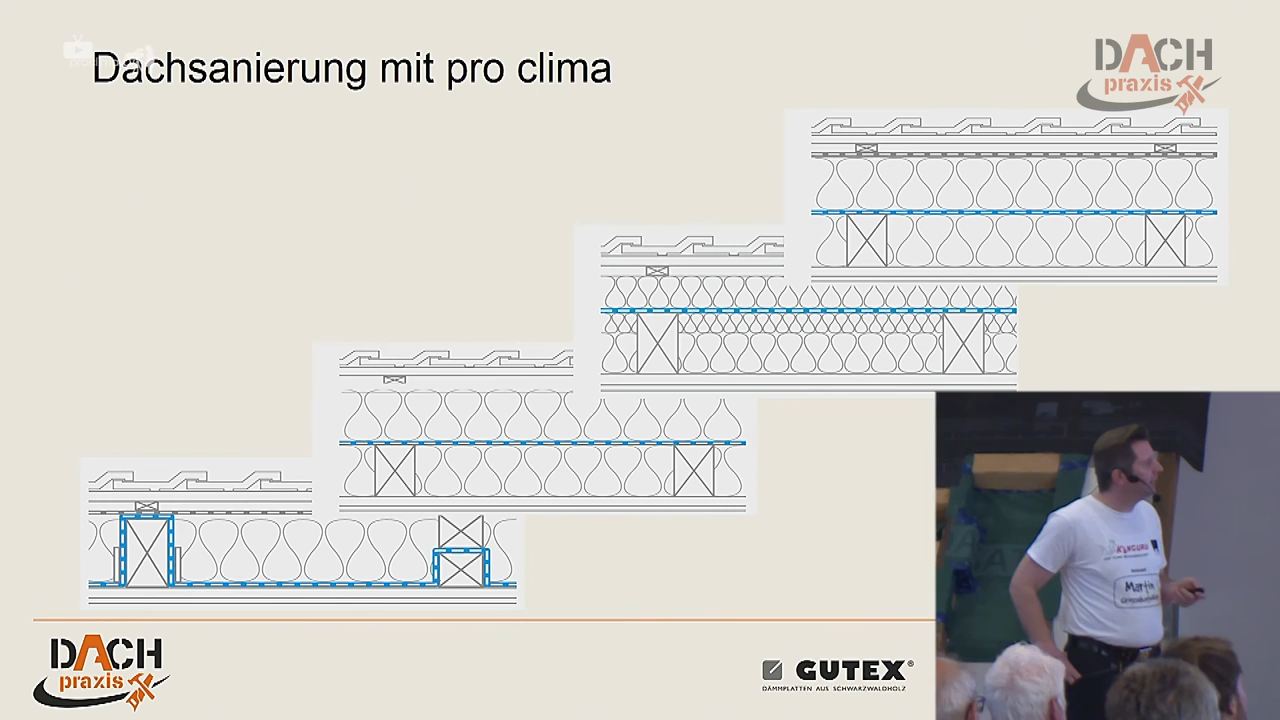 Dachsanierung mit pro clima
DACH
praxis
DACH
praxis
GUTEX®
DÄMMPLATTEN AUS SCHWARZWALDHOLZ
Martin